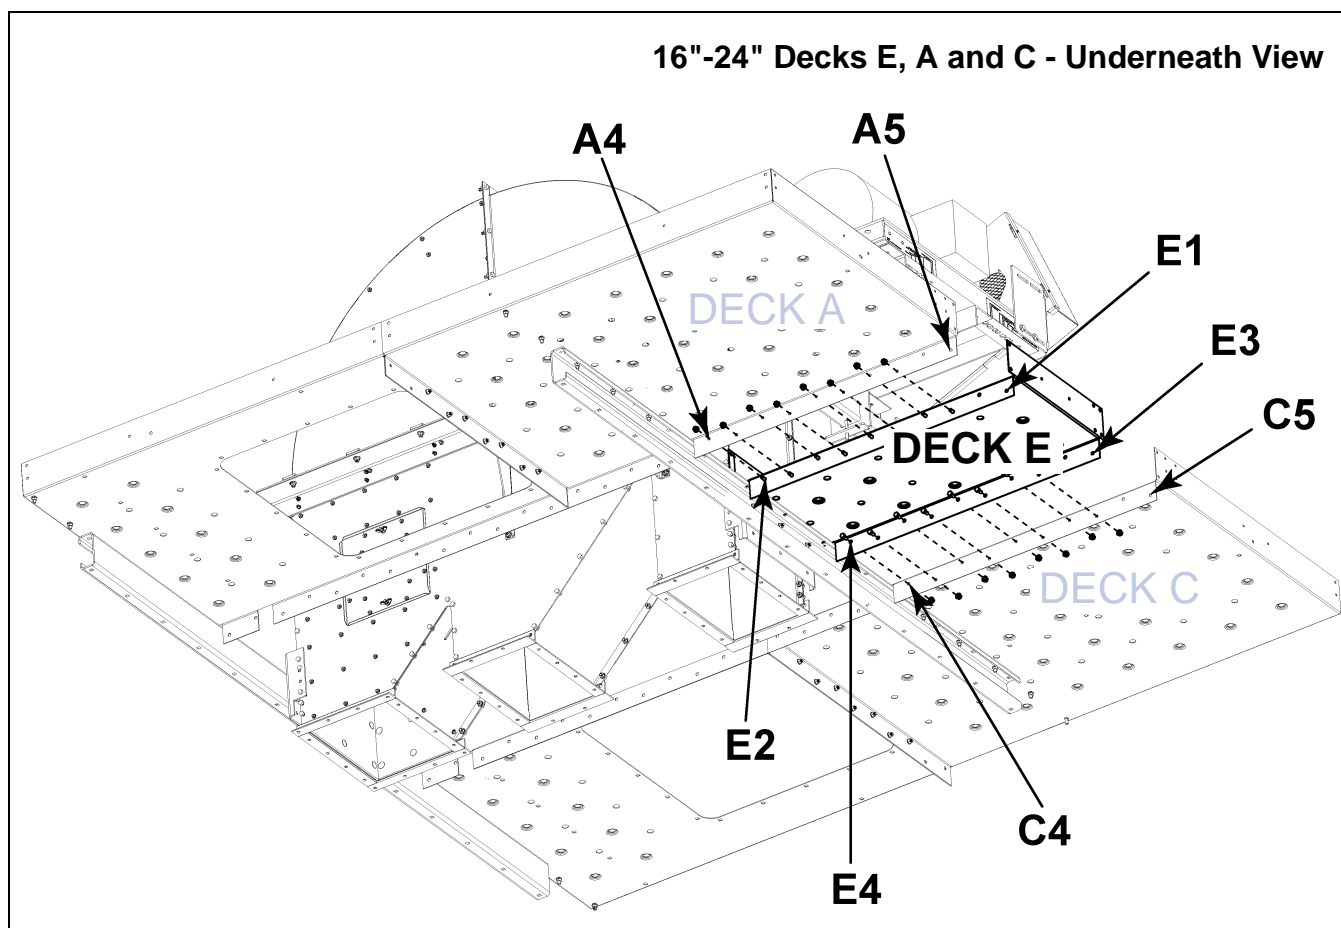 16"-24" Decks E, A and C - Underneath View
A4
A5
E1
DECK A
E3
C5
DECK E
DECK C
E2
C4
E4